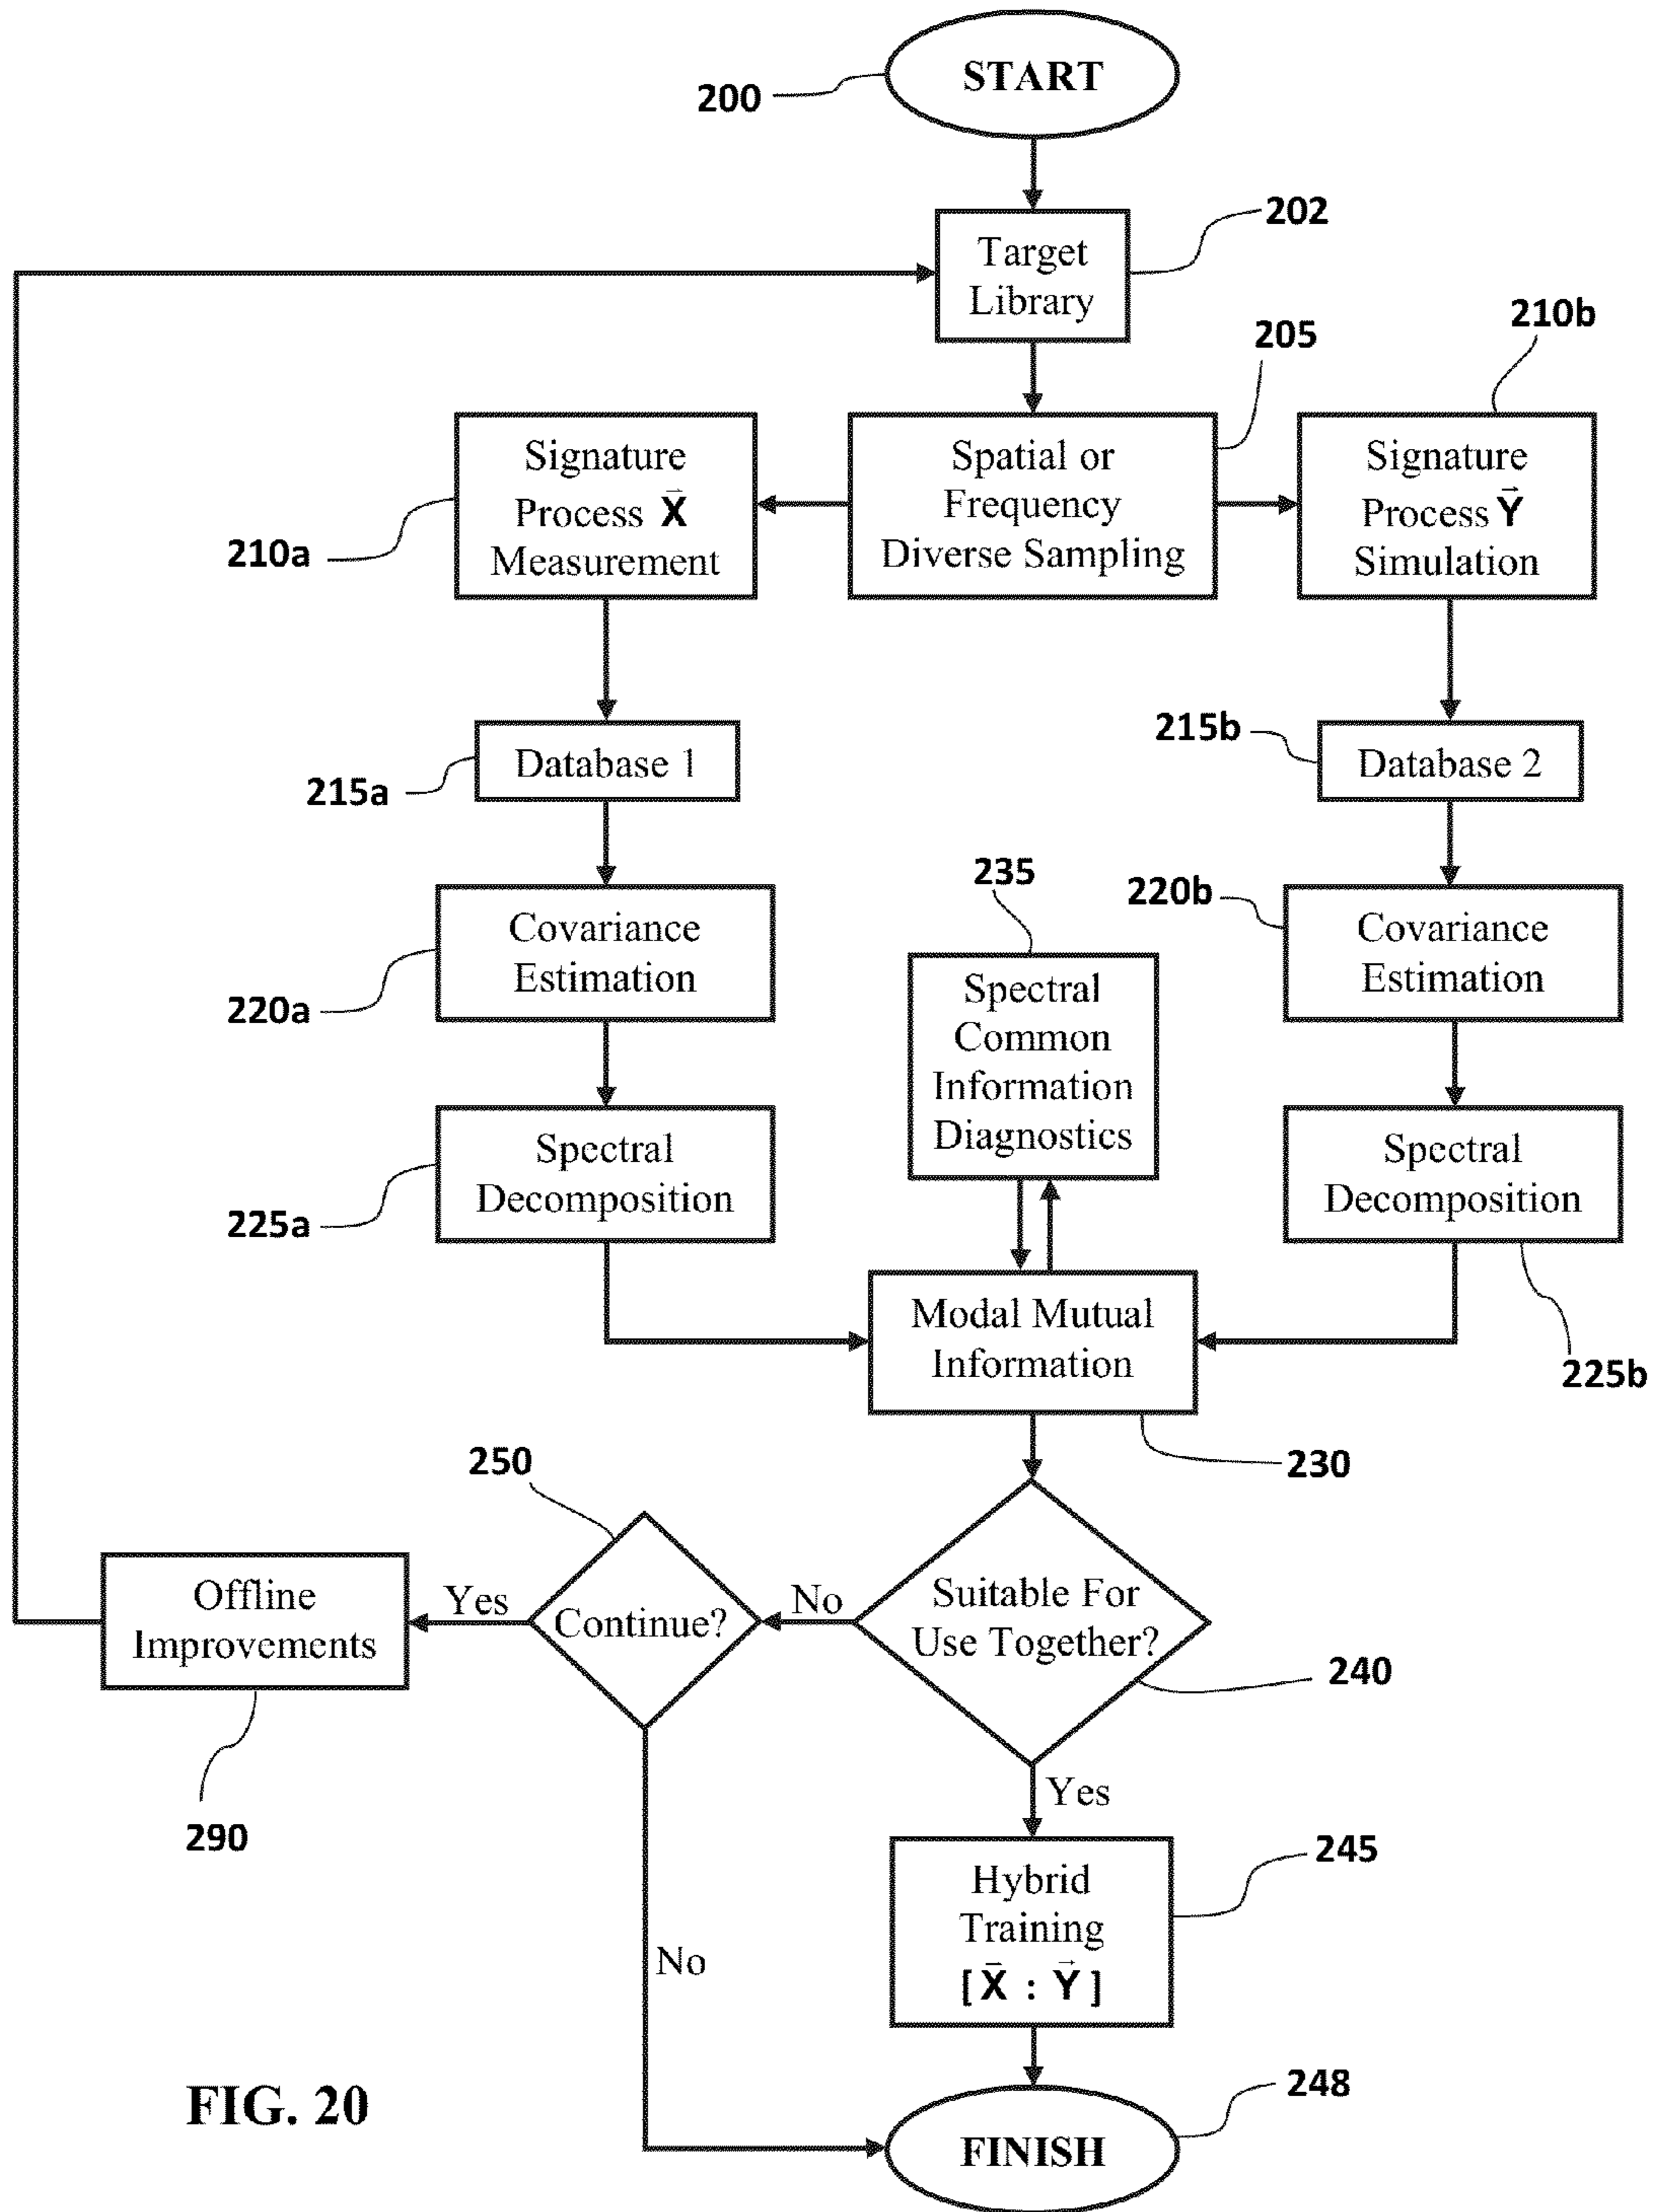 START
200
202
Target
Library
205
210b
Signature
Process X⃗
Measurement
210a
Spatial or
Frequency
Diverse Sampling
Signature
Process Y⃗
Simulation
215b
Database 1
215a
Database 2
235
220b
Covariance
Estimation
220a
Spectral
Common
Information
Diagnostics
Covariance
Estimation
Spectral
Decomposition
225a
Spectral
Decomposition
225b
Modal Mutual
Information
230
250
Offline
Improvements
290
Yes
Continue?
No
Suitable For
Use Together?
240
Yes
No
Hybrid
Training
[ X⃗ : Y⃗ ]
245
248
FINISH
FIG. 20